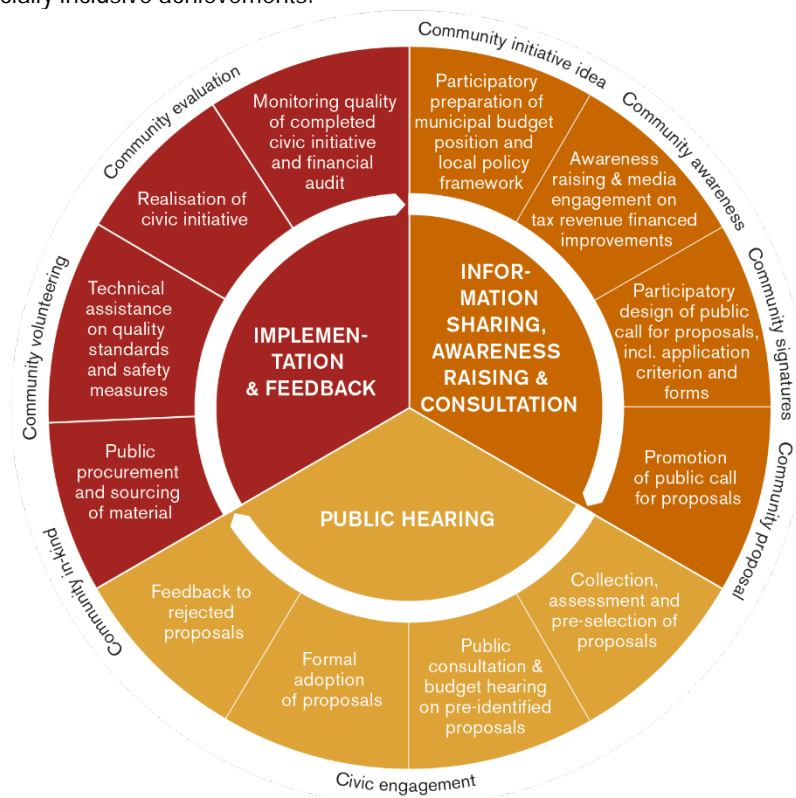 cially inclusive achievements.
Community initiative idea
Community awareness
Community signatures
Community proposal
Civic engagement
Community in-kind
Community volunteering
Community evaluation
Participatory
preparation of
municipal budget
position and
local policy
framework
Awareness
raising & media
engagement on
tax revenue financed
improvements
Participatory
design of public
call for proposals,
incl. application
criterion and
forms
Promotion
of public call
for proposals
Collection,
assessment and
pre-selection of
proposals
Public
consultation &
budget hearing
on pre-identified
proposals
Formal
adoption
of proposals
Feedback to
rejected
proposals
Public
procurement
and sourcing
of material
Technical
assistance
on quality
standards
and safety
measures
Realisation of
civic initiative
Monitoring quality
of completed
civic initiative
and financial
audit
INFOR-
MATION
SHARING,
AWARENESS
RAISING &
CONSULTATION
PUBLIC HEARING
IMPLEMEN-
TATION
& FEEDBACK